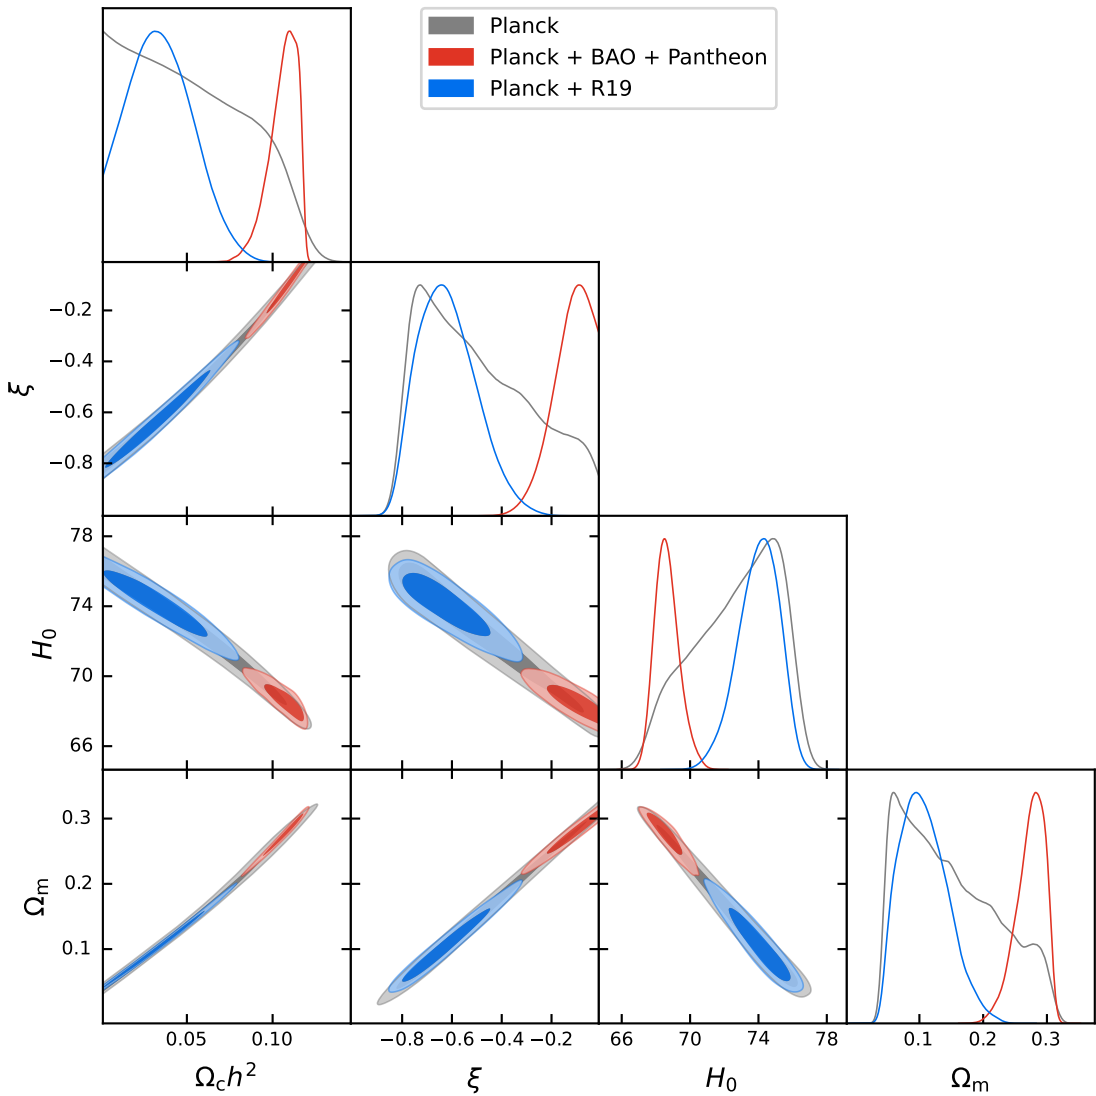 Planck
Planck + BAO + Pantheon
Planck + R19
−0.2
−0.4
−0.6
−0.8
ξ
78
74
70
66
H₀
0.3
0.2
0.1
Ωₘ
0.05 0.10
−0.8 −0.6 −0.4 −0.2
66 70 74 78
0.1 0.2 0.3
Ω_c h²
ξ
H₀
Ωₘ